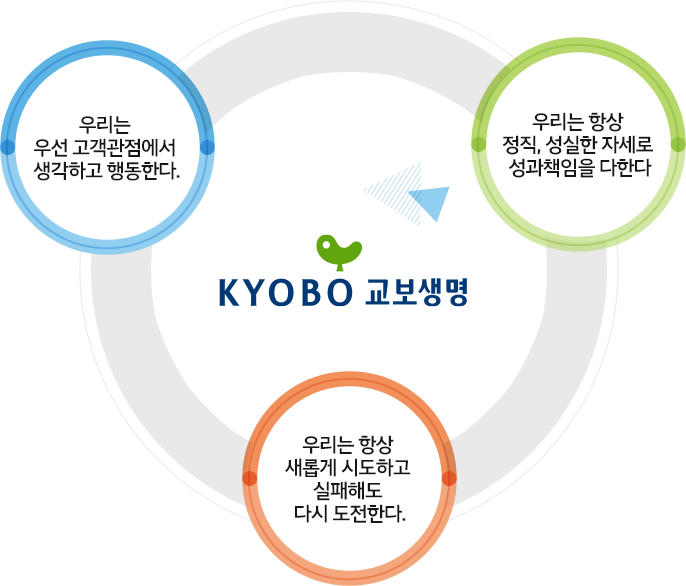 우리는
우선 고객관점에서
생각하고 행동한다.
우리는 항상
정직, 성실한 자세로
성과책임을 다한다
KYOBO 교보생명
우리는 항상
새롭게 시도하고
실패해도
다시 도전한다.